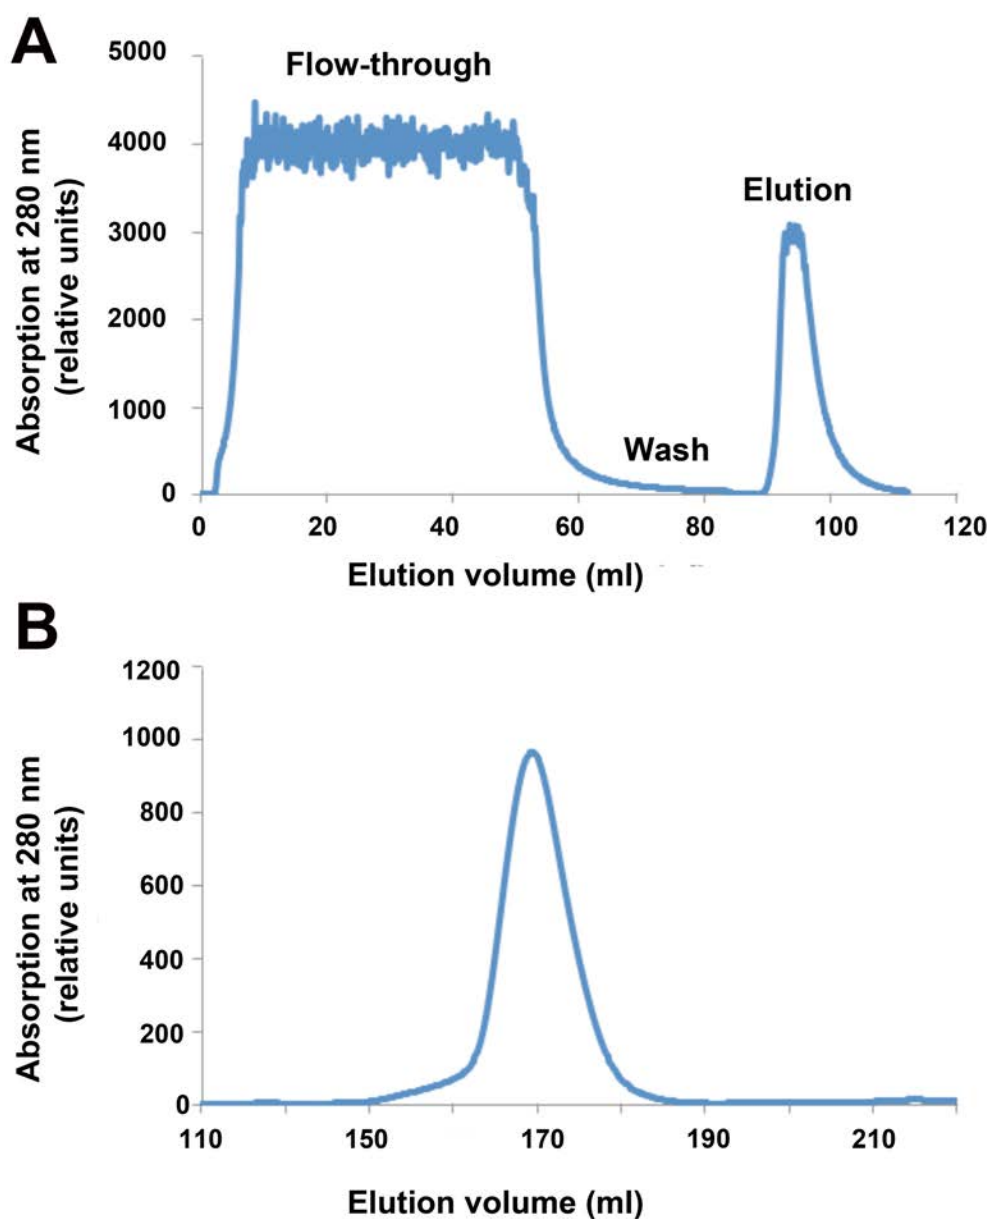 A
5000
Flow-through
4000
Elution
3000
2000
1000
Wash
0
Absorption at 280 nm
(relative units)
0 20 40 60 80 100 120
Elution volume (ml)
B
1200
1000
800
600
400
200
0
Absorption at 280 nm
(relative units)
110 150 170 190 210
Elution volume (ml)